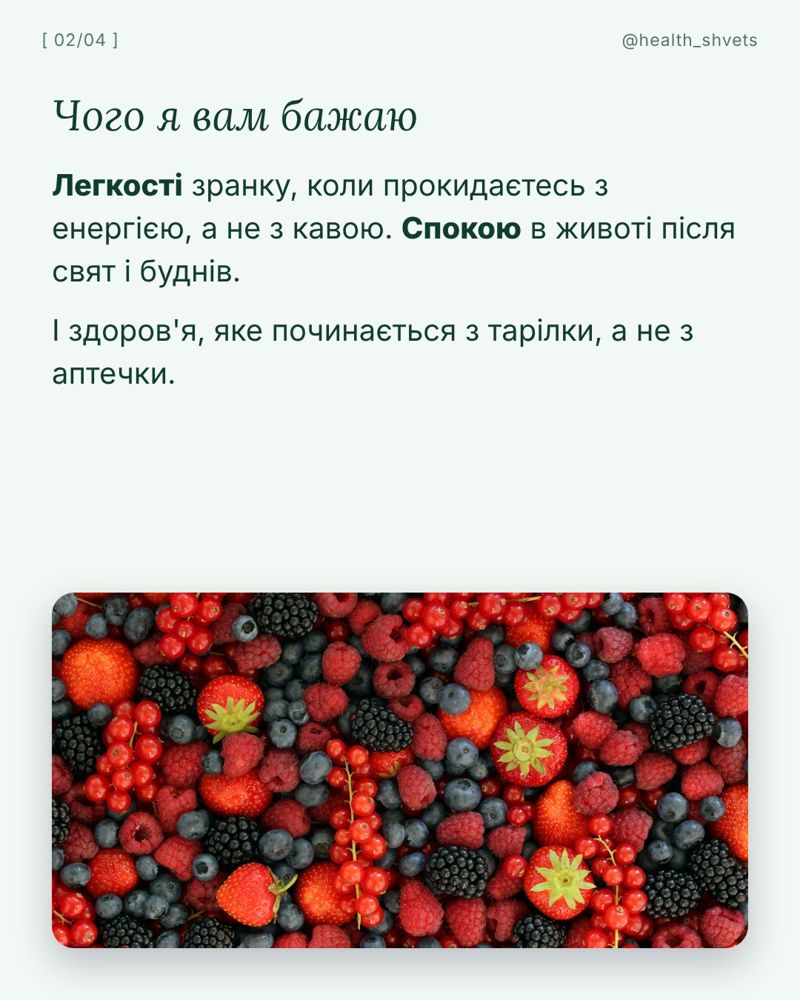 [ 02/04 ]
@health_shvets
Чого я вам бажаю
Легкості зранку, коли прокидаєтесь з
енергією, а не з кавою. Спокою в животі після
свят і буднів.
І здоров'я, яке починається з тарілки, а не з
аптечки.